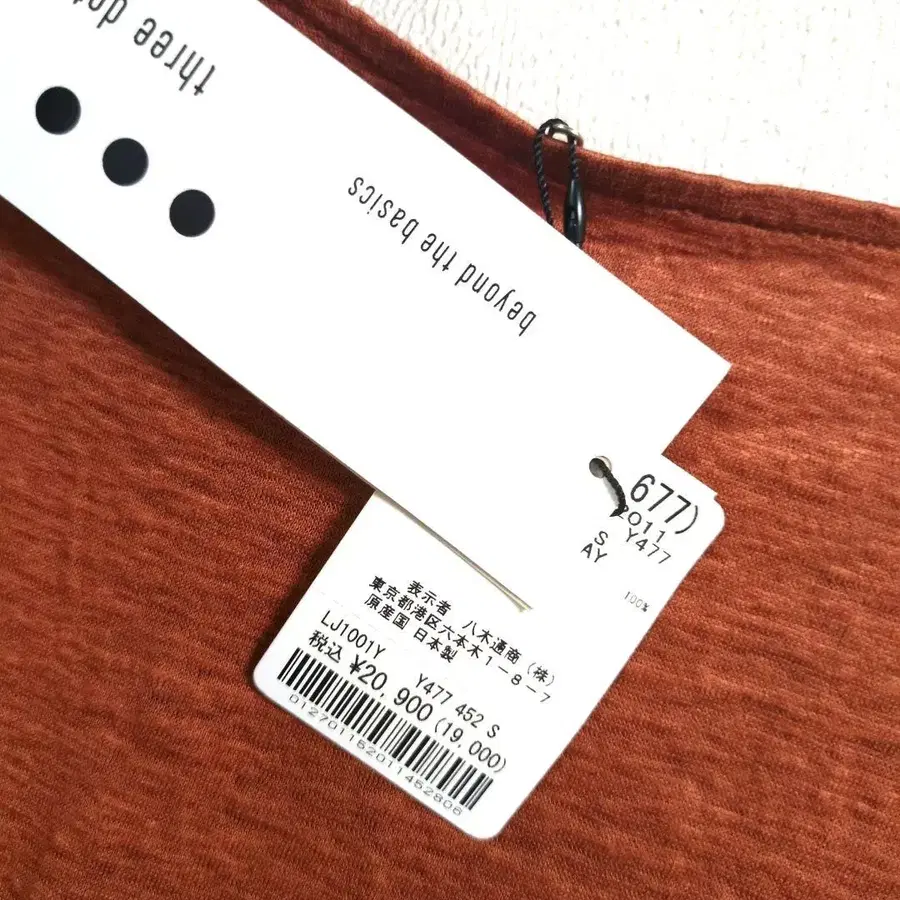 three dot
beyond the basics
677)
2011
S Y477
AY
100%
表示者 八木通商(株)
東京都港区六本木1-8-7
原産国 日本製
LJ1001Y Y477 452 S
税込 ¥20,900(19,000)